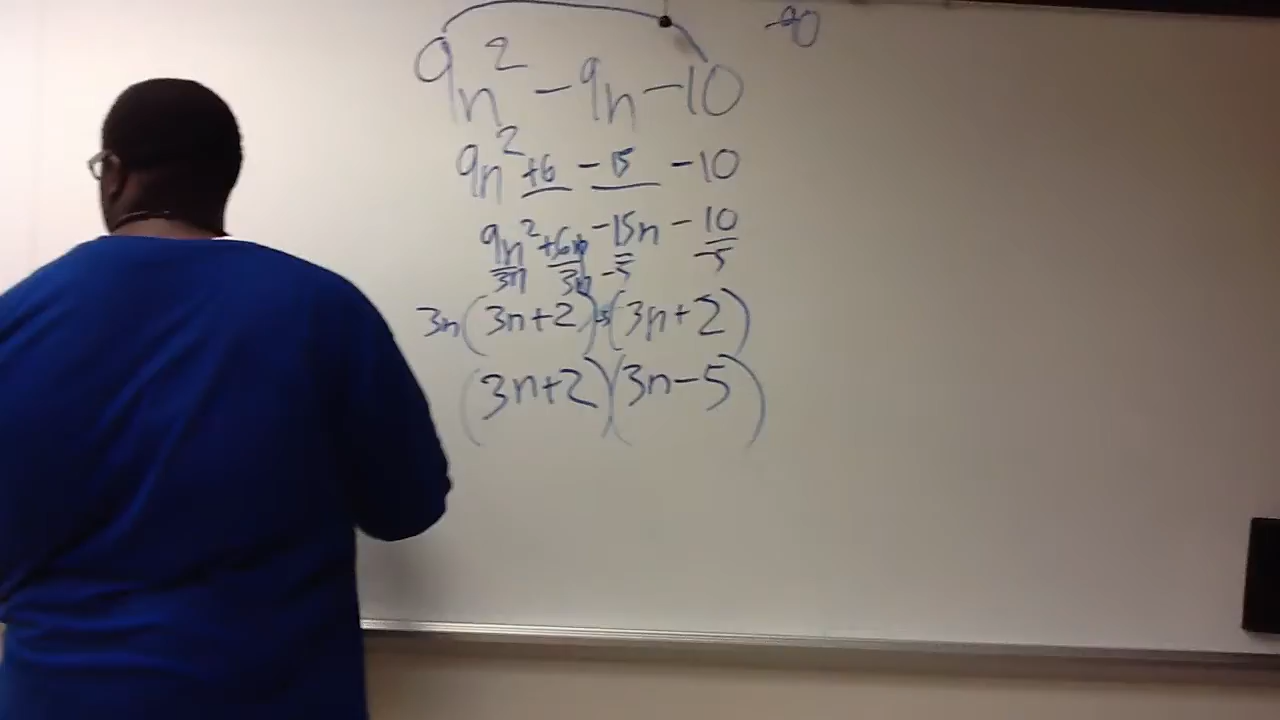 -90
9n² - 9n - 10
9n² +6 - 15 - 10
9n² +6n - 15n - 10
3n 3n -5 -5
3n(3n+2)-5(3n+2)
(3n+2)(3n-5)